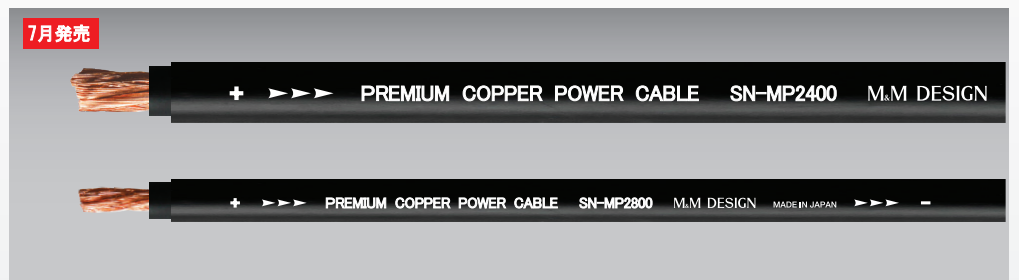 7月発売
+ ➤➤➤ PREMIUM COPPER POWER CABLE SN-MP2400 M&M DESIGN
+ ➤➤➤ PREMIUM COPPER POWER CABLE SN-MP2800 M&M DESIGN MADE IN JAPAN ➤➤➤ -